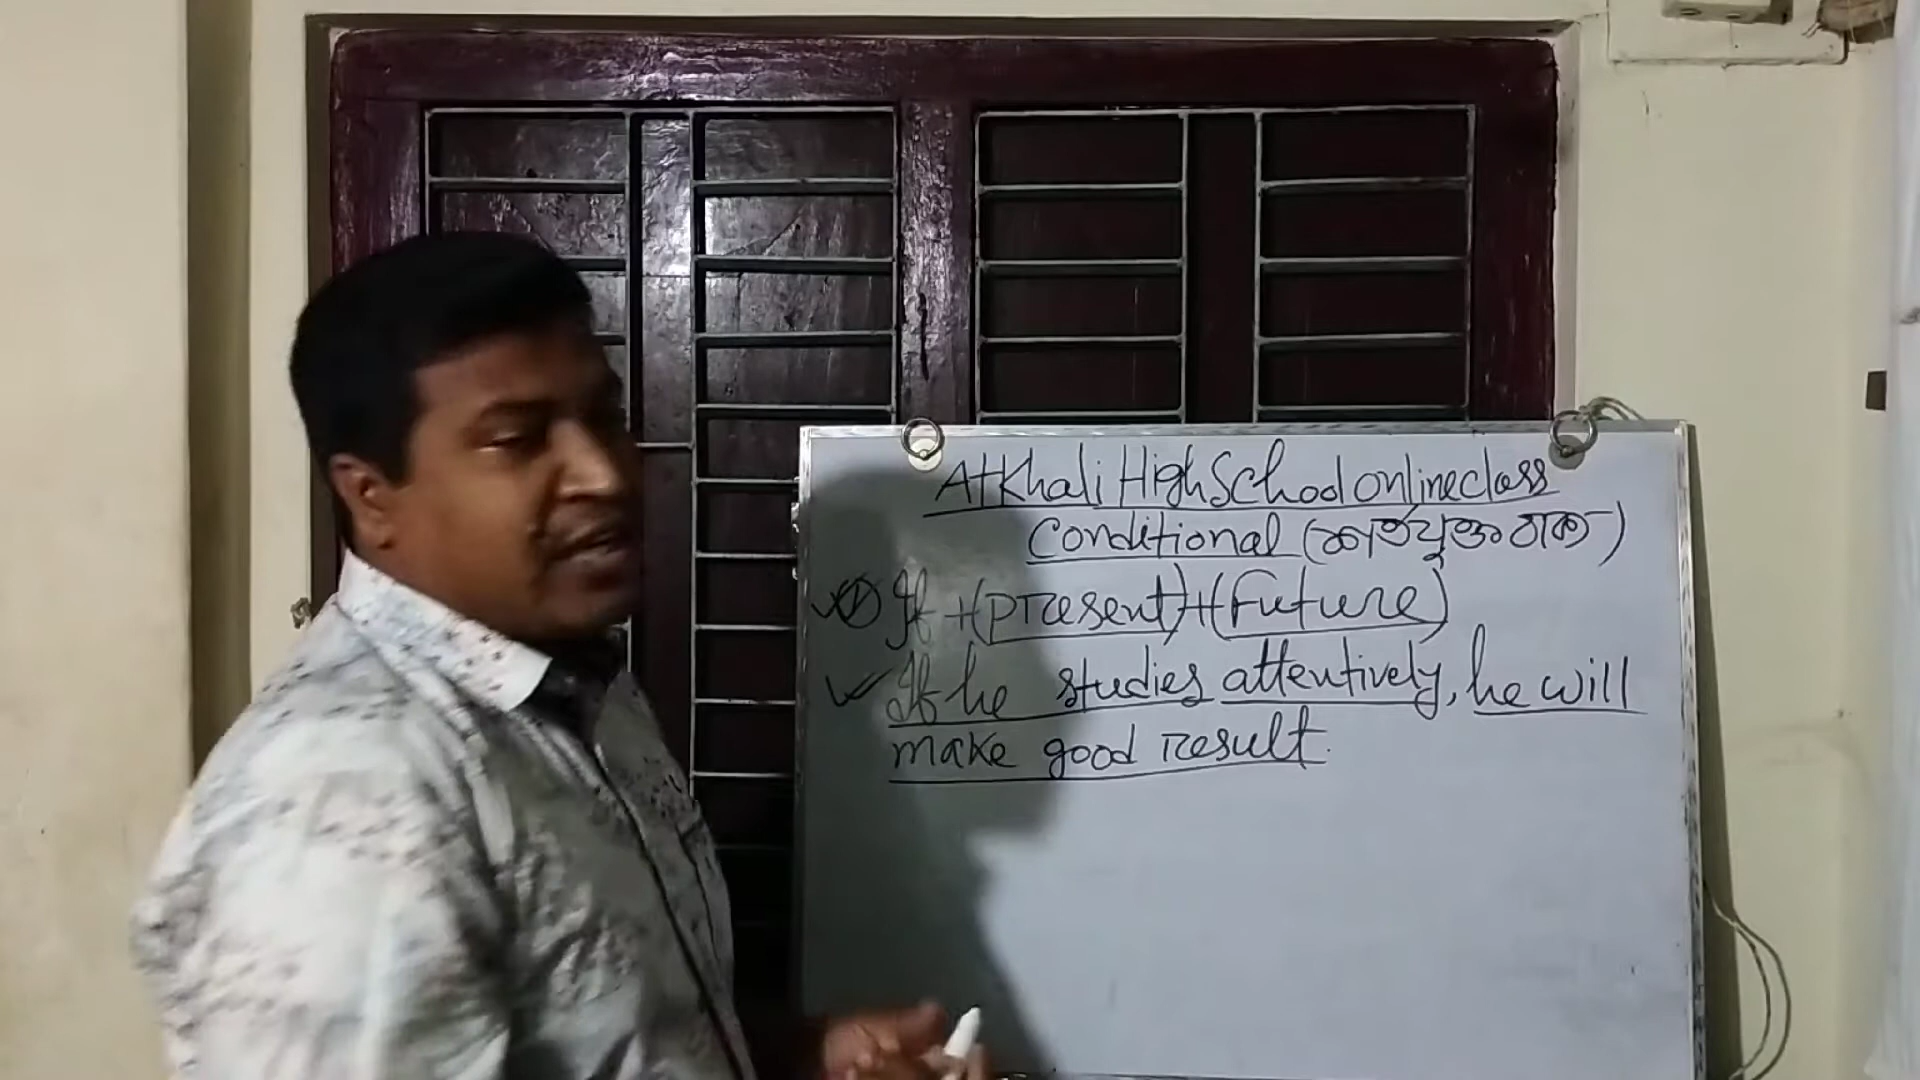 Atkhali High School online class
Conditional (শর্তযুক্ত বাক্য)
① If + (present) + (Future)
If he studies attentively, he will
make good result.